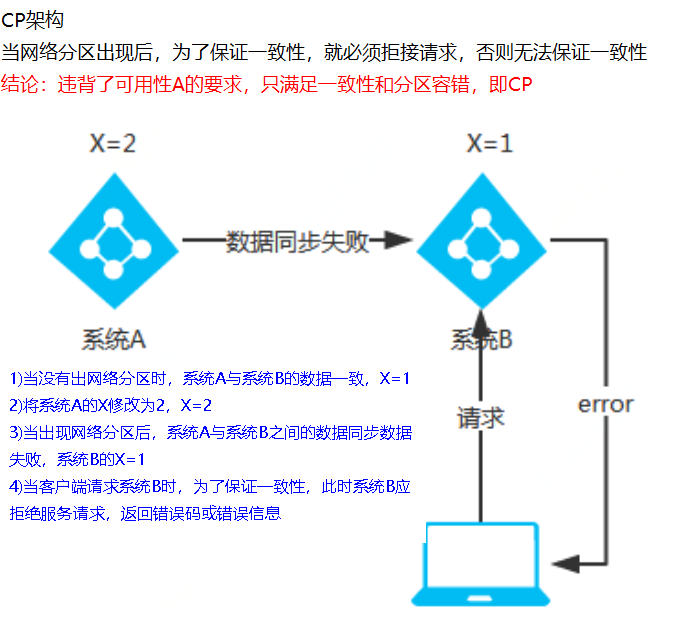 CP架构
当网络分区出现后，为了保证一致性，就必须拒接请求，否则无法保证一致性
结论：违背了可用性A的要求，只满足一致性和分区容错，即CP
X=2
X=1
数据同步失败
系统A
系统B
1)当没有出网络分区时，系统A与系统B的数据一致，X=1
2)将系统A的X修改为2，X=2
3)当出现网络分区后，系统A与系统B之间的数据同步数据
失败，系统B的X=1
4)当客户端请求系统B时，为了保证一致性，此时系统B应
拒绝服务请求，返回错误码或错误信息
请求
error